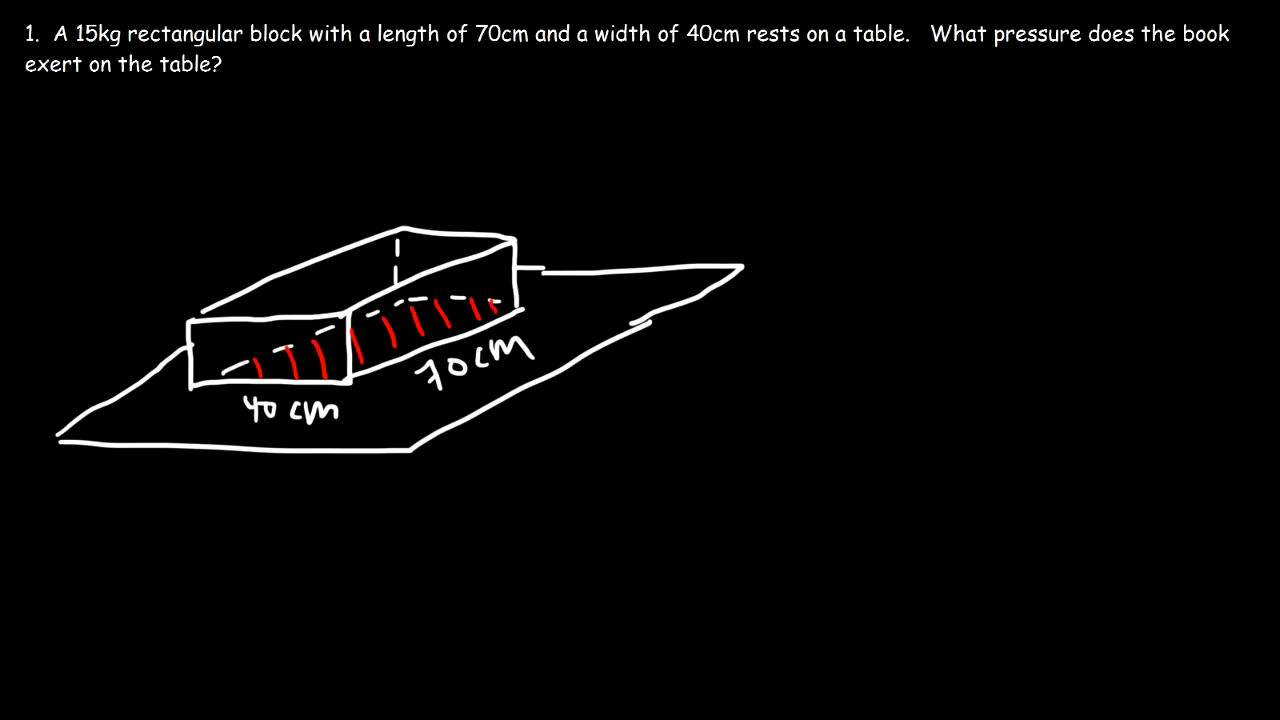 1. A 15kg rectangular block with a length of 70cm and a width of 40cm rests on a table. What pressure does the book
exert on the table?
70cm
40 cm